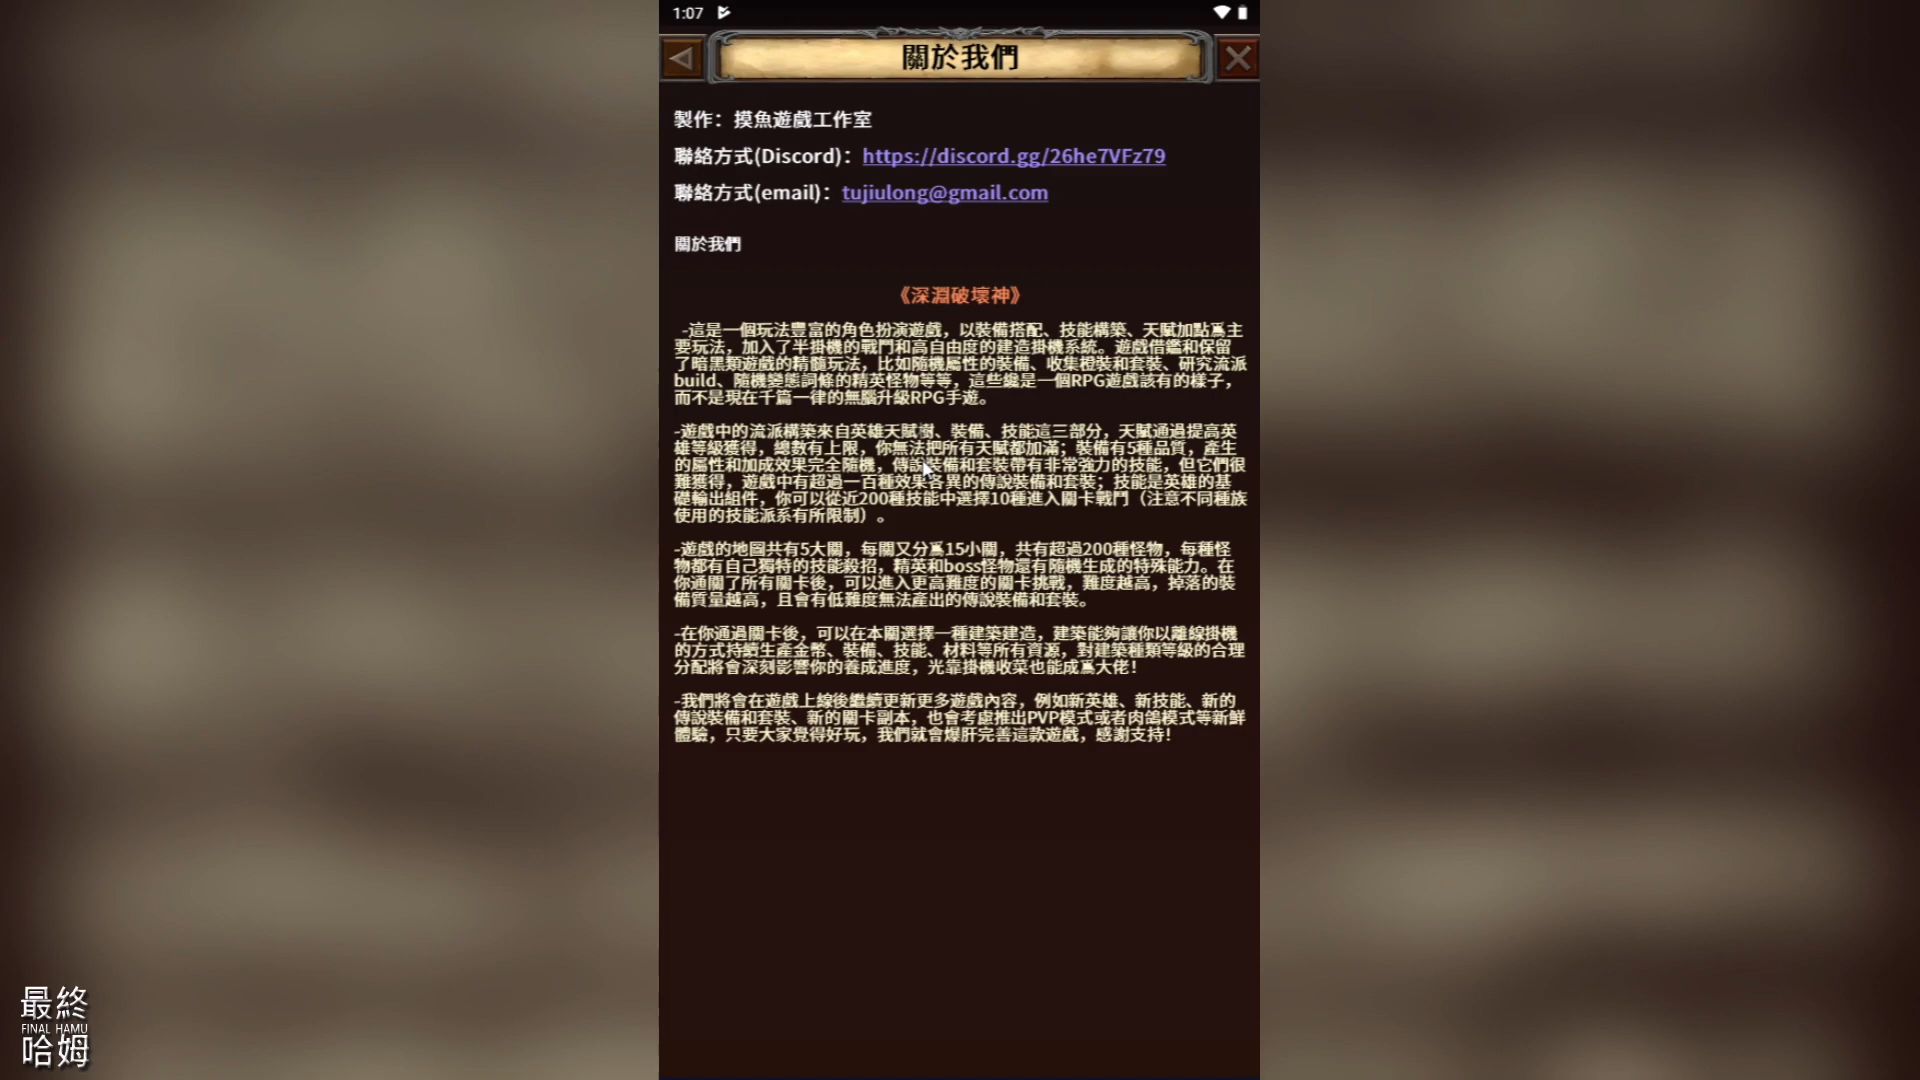 1:07
關於我們
製作：摸魚遊戲工作室
聯絡方式(Discord)：https://discord.gg/26he7VFz79
聯絡方式(email)：tujiulong@gmail.com
關於我們
《深淵破壞神》
-這是一個玩法豐富的角色扮演遊戲，以裝備搭配、技能構築、天賦加點爲主
要玩法，加入了半掛機的戰鬥和高自由度的建造掛機系統。遊戲借鑑和保留
了暗黑類遊戲的精髓玩法，比如隨機屬性的裝備、收集橙裝和套裝、研究流派
build、隨機變態詞條的精英怪物等等，這些纔是一個RPG遊戲該有的樣子，
而不是現在千篇一律的無腦升級RPG手遊。
-遊戲中的流派構築來自英雄天賦樹、裝備、技能這三部分，天賦通過提高英
雄等級獲得，總數有上限，你無法把所有天賦都加滿；裝備有5種品質，產生
的屬性和加成效果完全隨機，傳說裝備和套裝帶有非常強力的技能，但它們很
難獲得，遊戲中有超過一百種效果各異的傳說裝備和套裝；技能是英雄的基
礎輸出組件，你可以從近200種技能中選擇10種進入關卡戰鬥（注意不同種族
使用的技能派系有所限制）。
-遊戲的地圖共有5大關，每關又分爲15小關，共有超過200種怪物，每種怪
物都有自己獨特的技能殺招，精英和boss怪物還有隨機生成的特殊能力。在
你通關了所有關卡後，可以進入更高難度的關卡挑戰，難度越高，掉落的裝
備質量越高，且會有低難度無法產出的傳說裝備和套裝。
-在你通過關卡後，可以在本關選擇一種建築建造，建築能夠讓你以離線掛機
的方式持續生產金幣、裝備、技能、材料等所有資源，對建築種類等級的合理
分配將會深刻影響你的養成進度，光靠掛機收菜也能成爲大佬！
-我們將會在遊戲上線後繼續更新更多遊戲內容，例如新英雄、新技能、新的
傳說裝備和套裝、新的關卡副本，也會考慮推出PVP模式或者肉鴿模式等新鮮
體驗，只要大家覺得好玩，我們就會爆肝完善這款遊戲，感謝支持！
最終
FINAL HAMU
哈姆